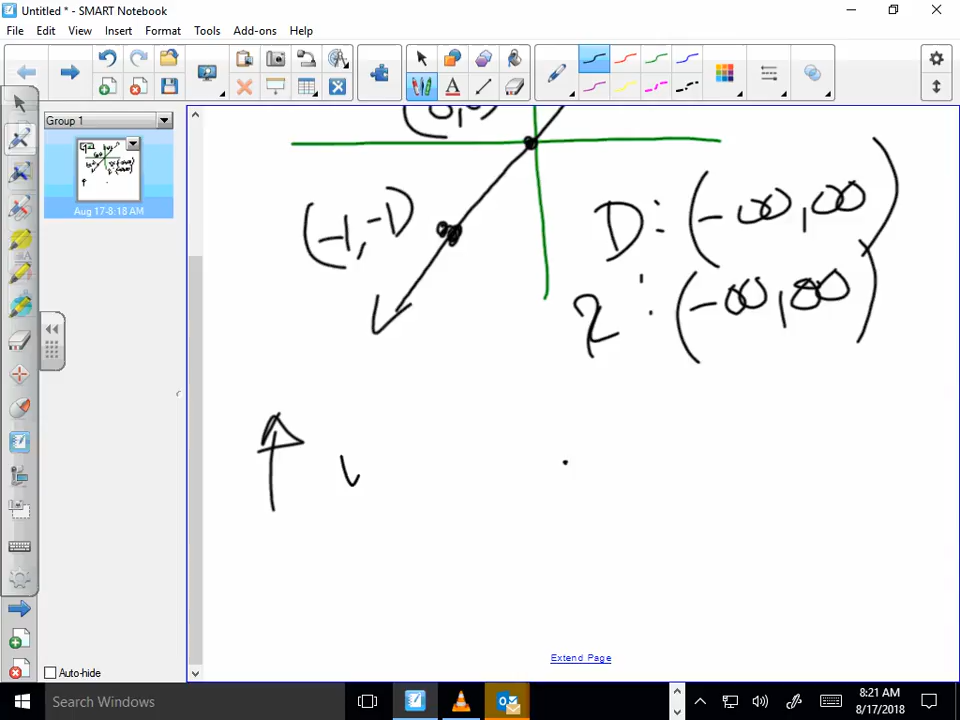 Untitled * - SMART Notebook
File Edit View Insert Format Tools Add-ons Help
Group 1
Aug 17-8:18 AM
(-1,-1)
D: (-∞,∞)
R: (-∞,∞)
Extend Page
Auto-hide
Search Windows
8:21 AM
8/17/2018